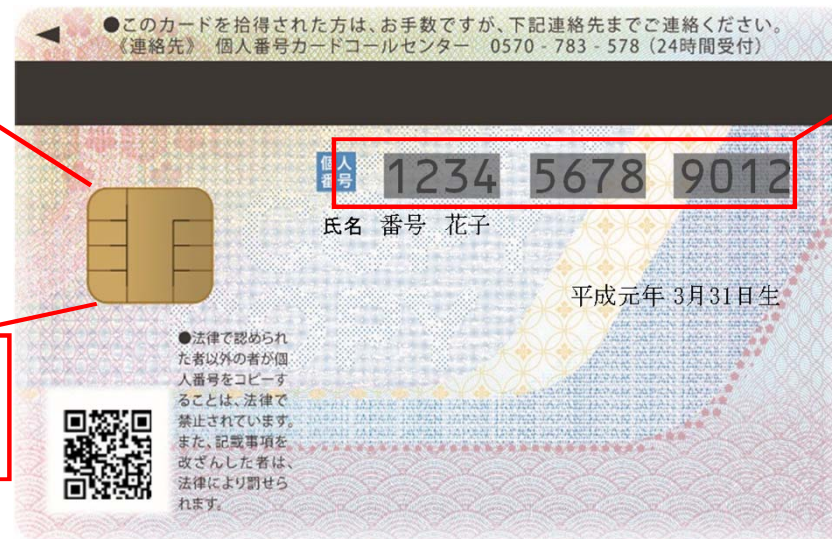 ●このカードを拾得された方は、お手数ですが、下記連絡先までご連絡ください。
《連絡先》 個人番号カードコールセンター 0570-783-578(24時間受付)
個人番号 1234 5678 9012
氏名 番号 花子
平成元年 3月31日生
●法律で認められ
た者以外の者が個
人番号をコピーす
ることは、法律で
禁止されています。
また、記載事項を
改ざんした者は、
法律により罰せら
れます。